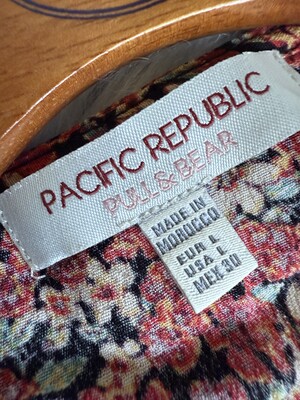 PACIFIC REPUBLIC
PULL&BEAR
MADE IN
MOROCCO
EUR L
USA L
MEX 30